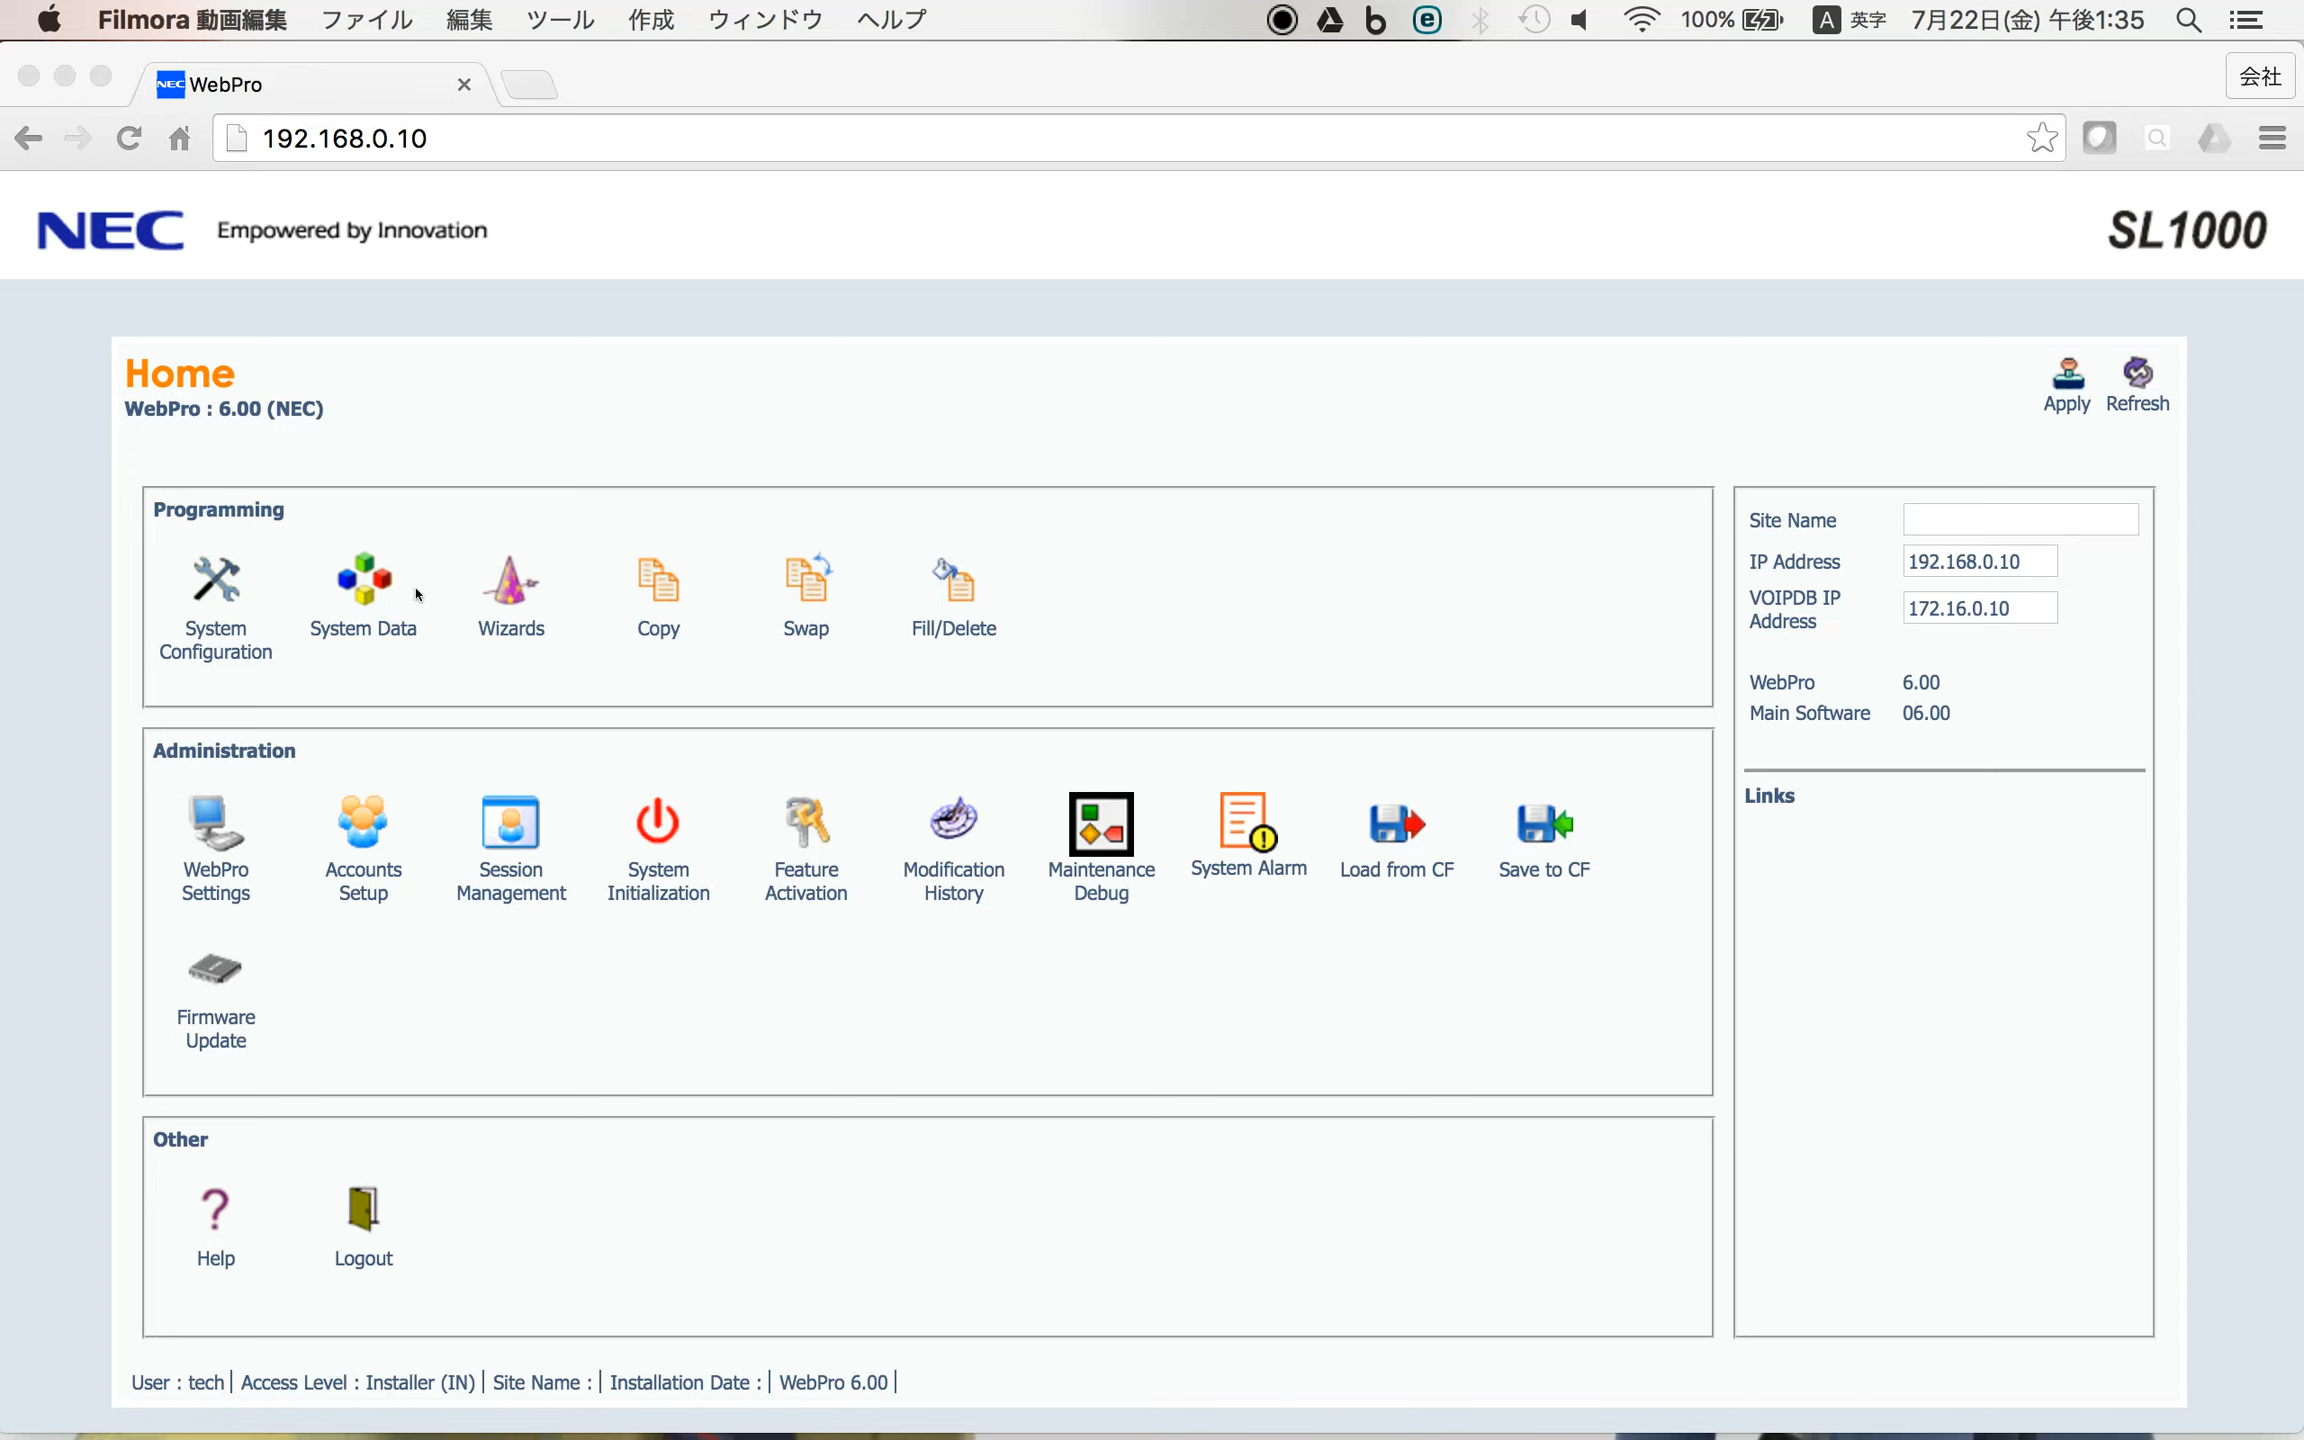 Filmora 動画編集 ファイル 編集 ツール 作成 ウィンドウ ヘルプ 100% A 英字 7月22日(金) 午後1:35
NEC WebPro 会社
192.168.0.10
NEC Empowered by Innovation SL1000
Home
WebPro : 6.00 (NEC)
Apply Refresh
Programming
System Configuration
System Data
Wizards
Copy
Swap
Fill/Delete
Administration
WebPro Settings
Accounts Setup
Session Management
System Initialization
Feature Activation
Modification History
Maintenance Debug
System Alarm
Load from CF
Save to CF
Firmware Update
Other
Help
Logout
Site Name
IP Address 192.168.0.10
VOIPDB IP Address 172.16.0.10
WebPro 6.00
Main Software 06.00
Links
User : tech | Access Level : Installer (IN) | Site Name : | Installation Date : | WebPro 6.00 |